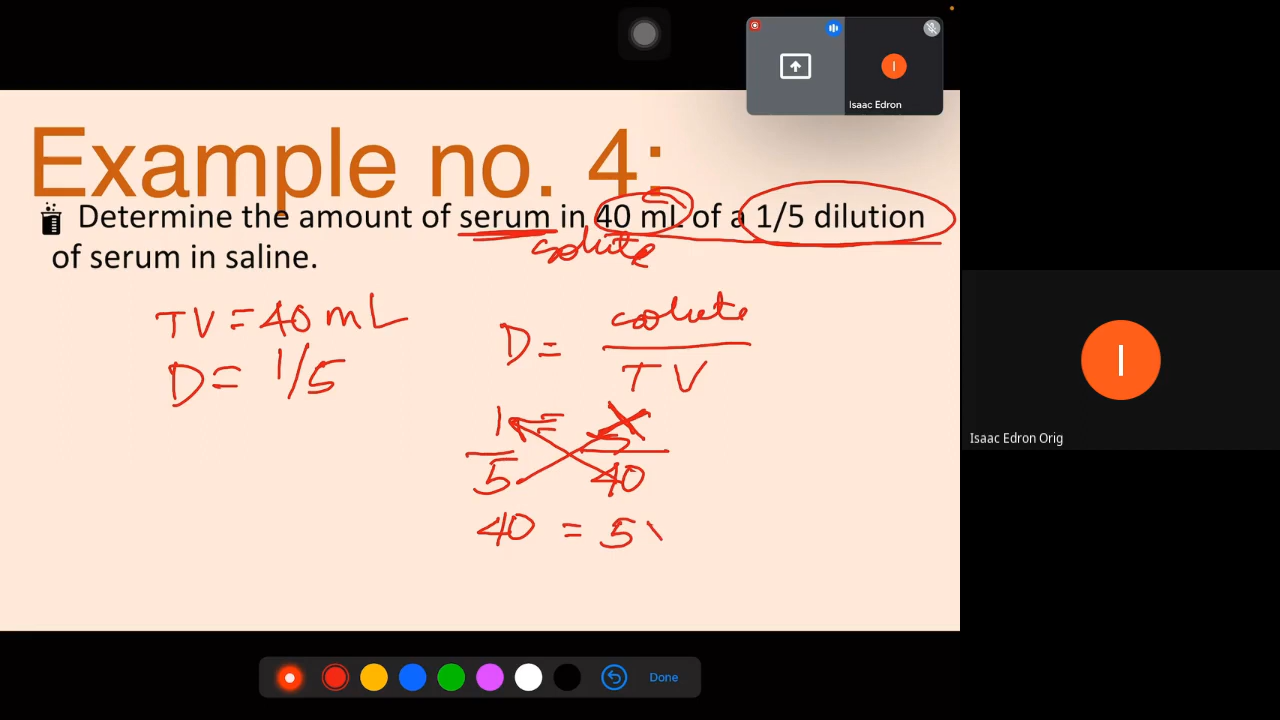 Isaac Edron
Example no. 4:
Determine the amount of serum in 40 mL of a 1/5 dilution
of serum in saline.
solute
TV = 40 mL
D = 1/5
D = solute
TV
1 = X
5 40
40 = 5
Isaac Edron Orig
I
I
Done